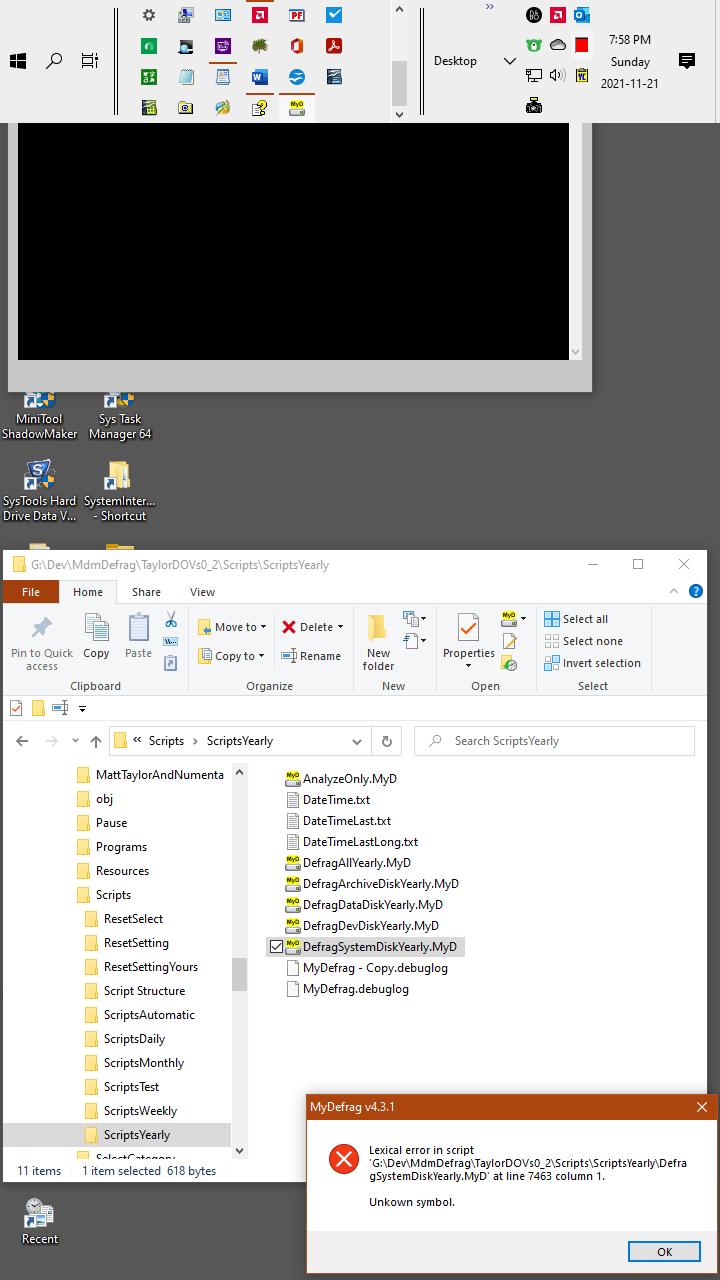 Desktop
7:58 PM
Sunday
2021-11-21
MiniTool
ShadowMaker
Sys Task
Manager 64
SysTools Hard
Drive Data V...
SystemInter...
- Shortcut
G:\Dev\MdmDefrag\TaylorDOVs0_2\Scripts\ScriptsYearly
File
Home
Share
View
Pin to Quick
access
Copy
Paste
Move to
Copy to
Delete
Rename
New
folder
Properties
Select all
Select none
Invert selection
Clipboard
Organize
New
Open
Select
« Scripts › ScriptsYearly
Search ScriptsYearly
MattTaylorAndNumenta
obj
Pause
Programs
Resources
Scripts
ResetSelect
ResetSetting
ResetSettingYours
Script Structure
ScriptsAutomatic
ScriptsDaily
ScriptsMonthly
ScriptsTest
ScriptsWeekly
ScriptsYearly
SelectCategory
AnalyzeOnly.MyD
DateTime.txt
DateTimeLast.txt
DateTimeLastLong.txt
DefragAllYearly.MyD
DefragArchiveDiskYearly.MyD
DefragDataDiskYearly.MyD
DefragDevDiskYearly.MyD
DefragSystemDiskYearly.MyD
MyDefrag - Copy.debuglog
MyDefrag.debuglog
11 items
1 item selected 618 bytes
MyDefrag v4.3.1
Lexical error in script
`G:\Dev\MdmDefrag\TaylorDOVs0_2\Scripts\ScriptsYearly\Defra
gSystemDiskYearly.MyD' at line 7463 column 1.
Unkown symbol.
OK
Recent